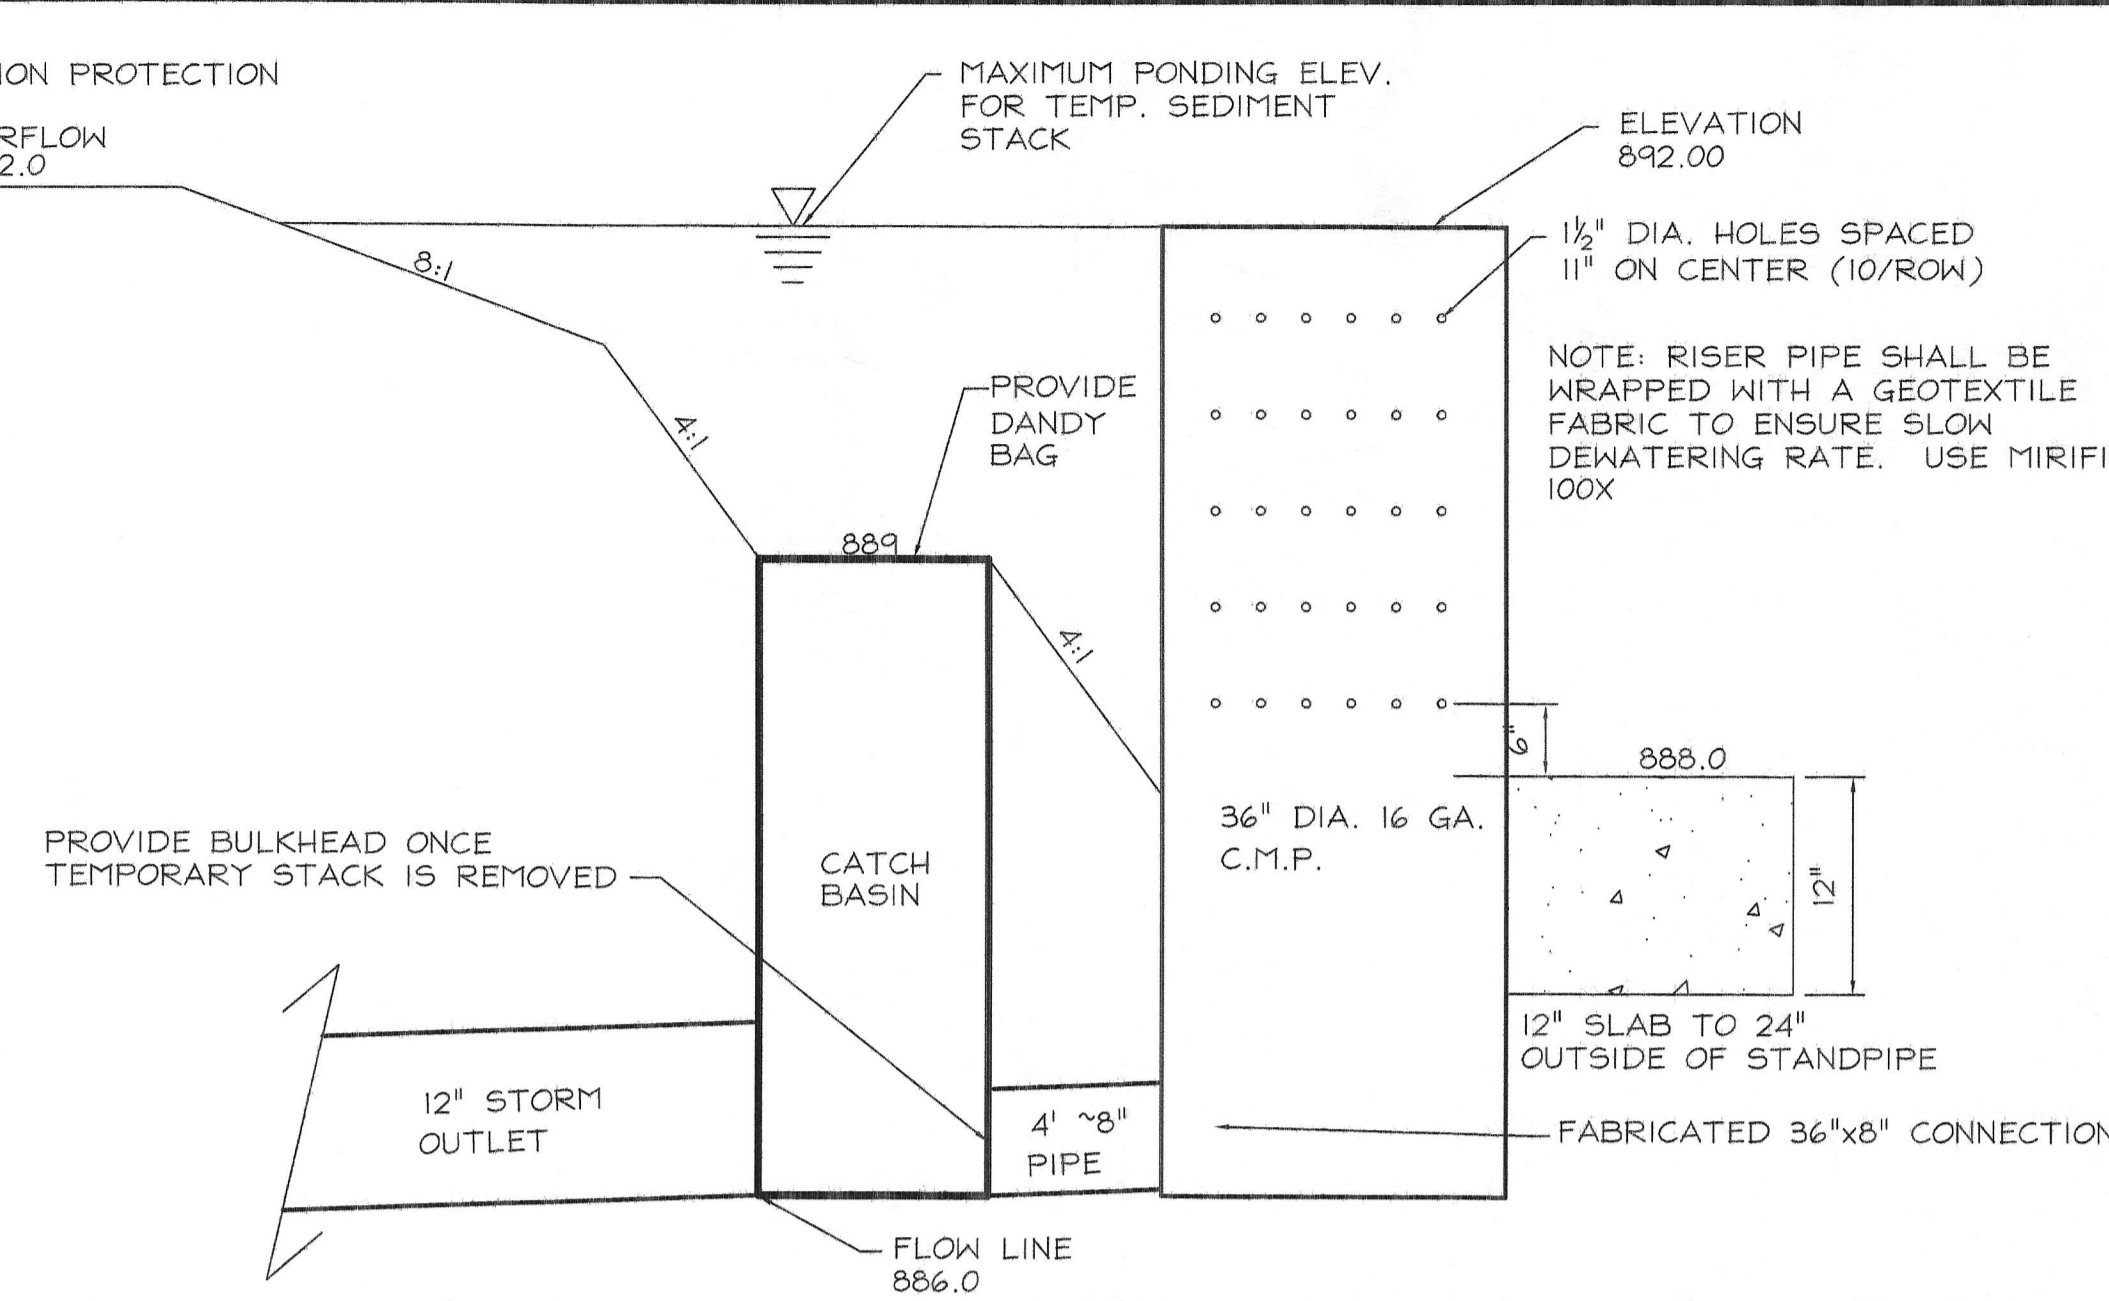 ION PROTECTION
RFLOW
2.0
MAXIMUM PONDING ELEV.
FOR TEMP. SEDIMENT
STACK
ELEVATION
892.00
1½" DIA. HOLES SPACED
11" ON CENTER (10/ROW)
NOTE: RISER PIPE SHALL BE
WRAPPED WITH A GEOTEXTILE
FABRIC TO ENSURE SLOW
DEWATERING RATE. USE MIRIFI
100X
8:1
4:1
PROVIDE
DANDY
BAG
889
4:1
6"
888.0
12"
36" DIA. 16 GA.
C.M.P.
PROVIDE BULKHEAD ONCE
TEMPORARY STACK IS REMOVED
CATCH
BASIN
12" SLAB TO 24"
OUTSIDE OF STANDPIPE
12" STORM
OUTLET
4' ~8"
PIPE
FABRICATED 36"x8" CONNECTION
FLOW LINE
886.0